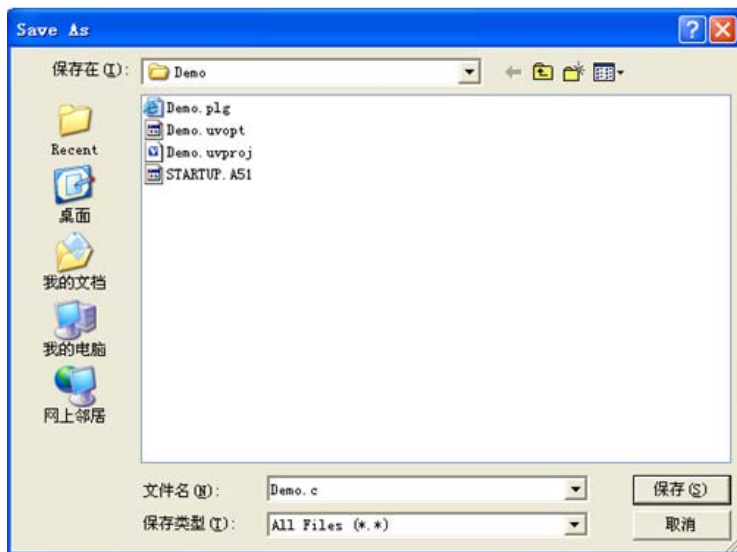 Save As
保存在(I):
Demo
Demo.plg
Demo.uvopt
Demo.uvproj
STARTUP.A51
Recent
桌面
我的文档
我的电脑
网上邻居
文件名(N):
Demo.c
保存(S)
保存类型(T):
All Files (*.*)
取消